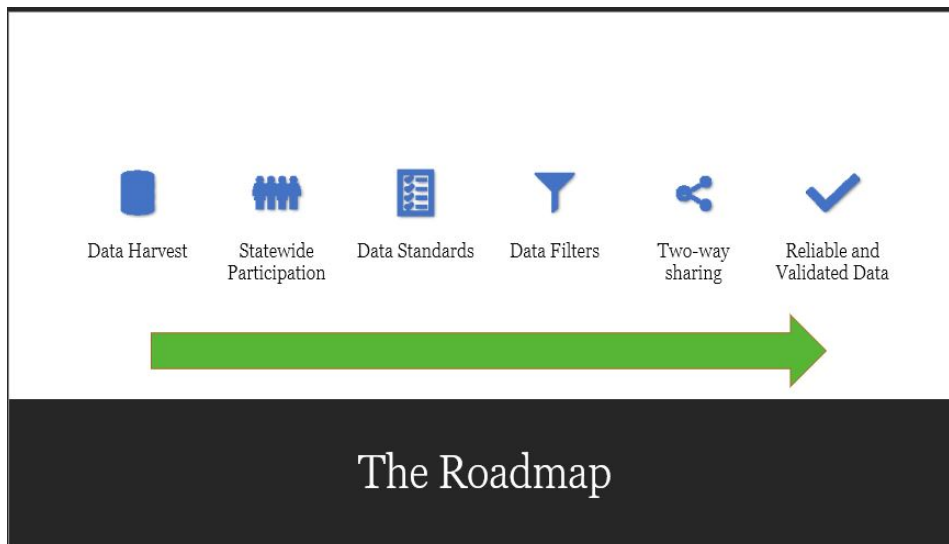 Data Harvest
Statewide
Participation
Data Standards
Data Filters
Two-way
sharing
Reliable and
Validated Data
The Roadmap